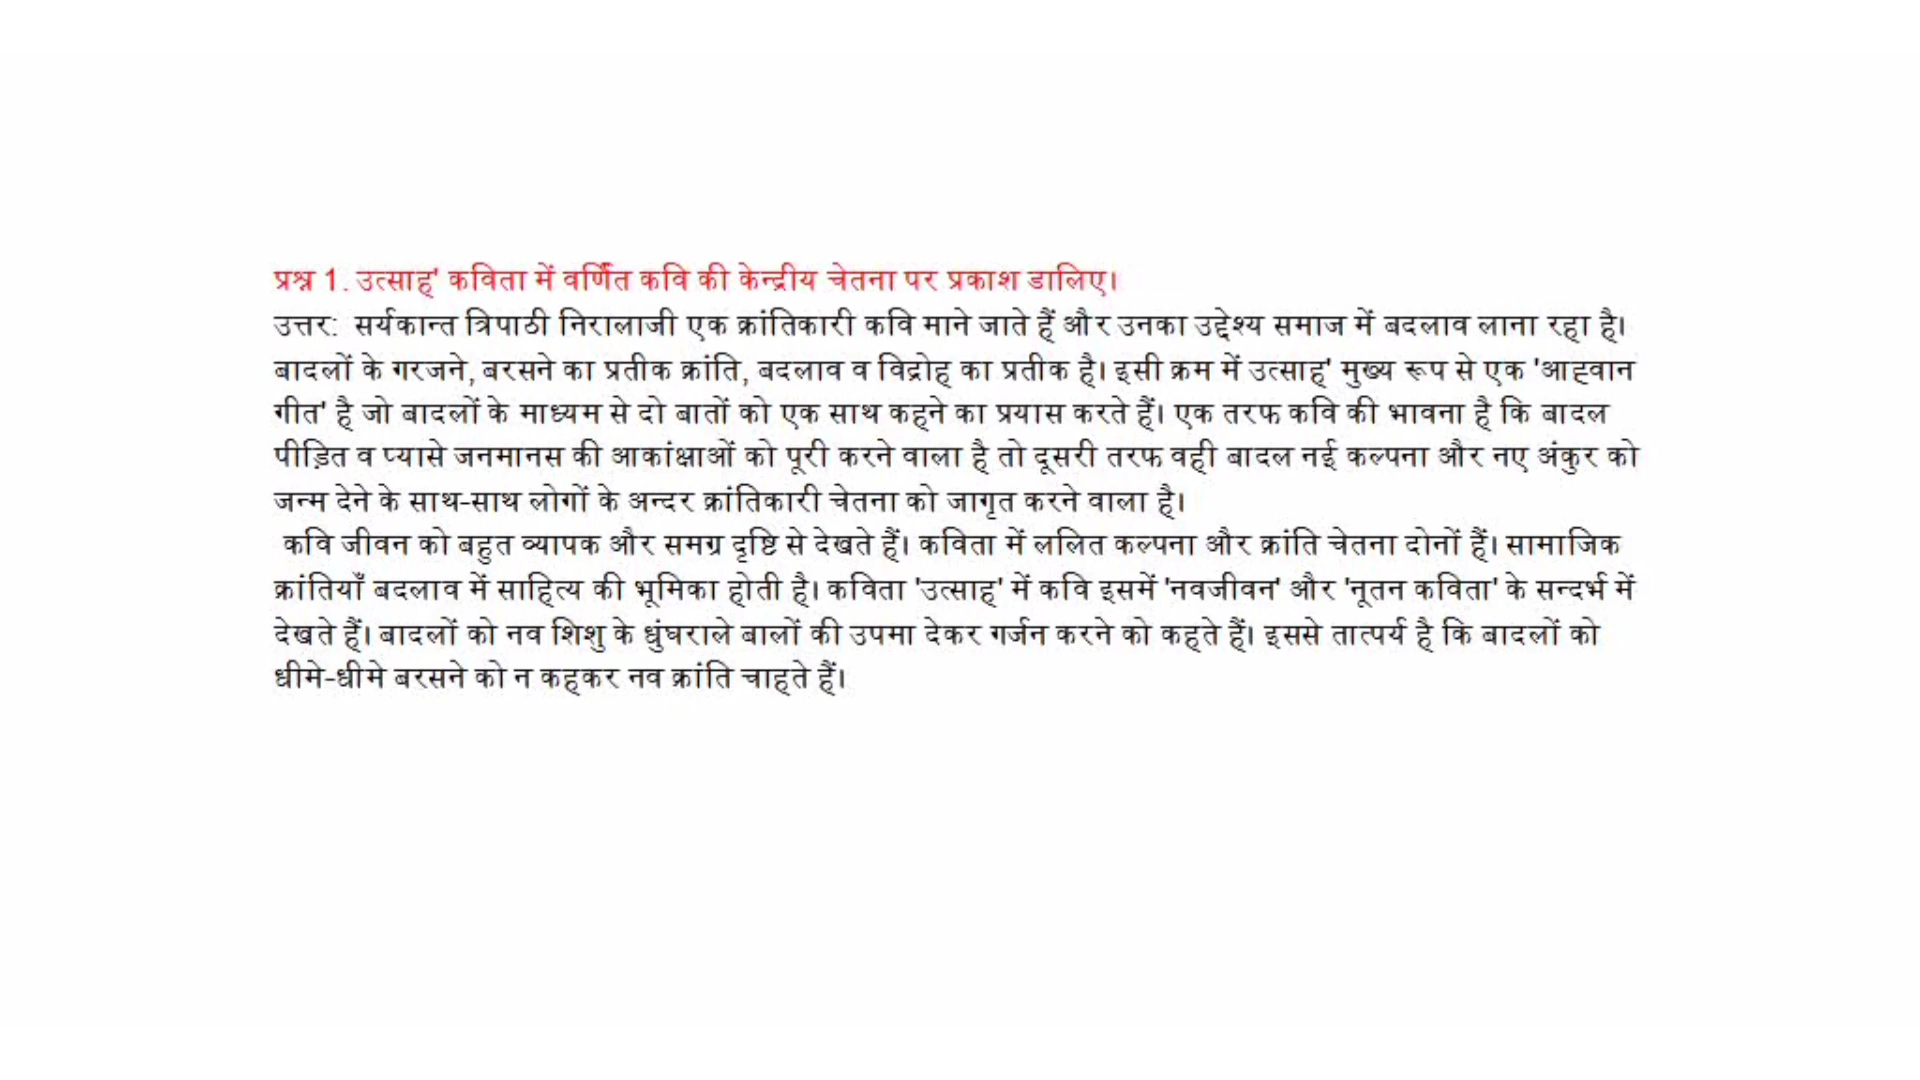 प्रश्न 1. उत्साह' कविता में वर्णित कवि की केन्द्रीय चेतना पर प्रकाश डालिए।
उत्तर: सर्यकान्त त्रिपाठी निरालाजी एक क्रांतिकारी कवि माने जाते हैं और उनका उद्देश्य समाज में बदलाव लाना रहा है।
बादलों के गरजने, बरसने का प्रतीक क्रांति, बदलाव व विद्रोह का प्रतीक है। इसी क्रम में उत्साह' मुख्य रूप से एक 'आह्वान
गीत' है जो बादलों के माध्यम से दो बातों को एक साथ कहने का प्रयास करते हैं। एक तरफ कवि की भावना है कि बादल
पीड़ित व प्यासे जनमानस की आकांक्षाओं को पूरी करने वाला है तो दूसरी तरफ वही बादल नई कल्पना और नए अंकुर को
जन्म देने के साथ-साथ लोगों के अन्दर क्रांतिकारी चेतना को जागृत करने वाला है।
कवि जीवन को बहुत व्यापक और समग्र दृष्टि से देखते हैं। कविता में ललित कल्पना और क्रांति चेतना दोनों हैं। सामाजिक
क्रांतियाँ बदलाव में साहित्य की भूमिका होती है। कविता 'उत्साह' में कवि इसमें 'नवजीवन' और 'नूतन कविता' के सन्दर्भ में
देखते हैं। बादलों को नव शिशु के धुंघराले बालों की उपमा देकर गर्जन करने को कहते हैं। इससे तात्पर्य है कि बादलों को
धीमे-धीमे बरसने को न कहकर नव क्रांति चाहते हैं।